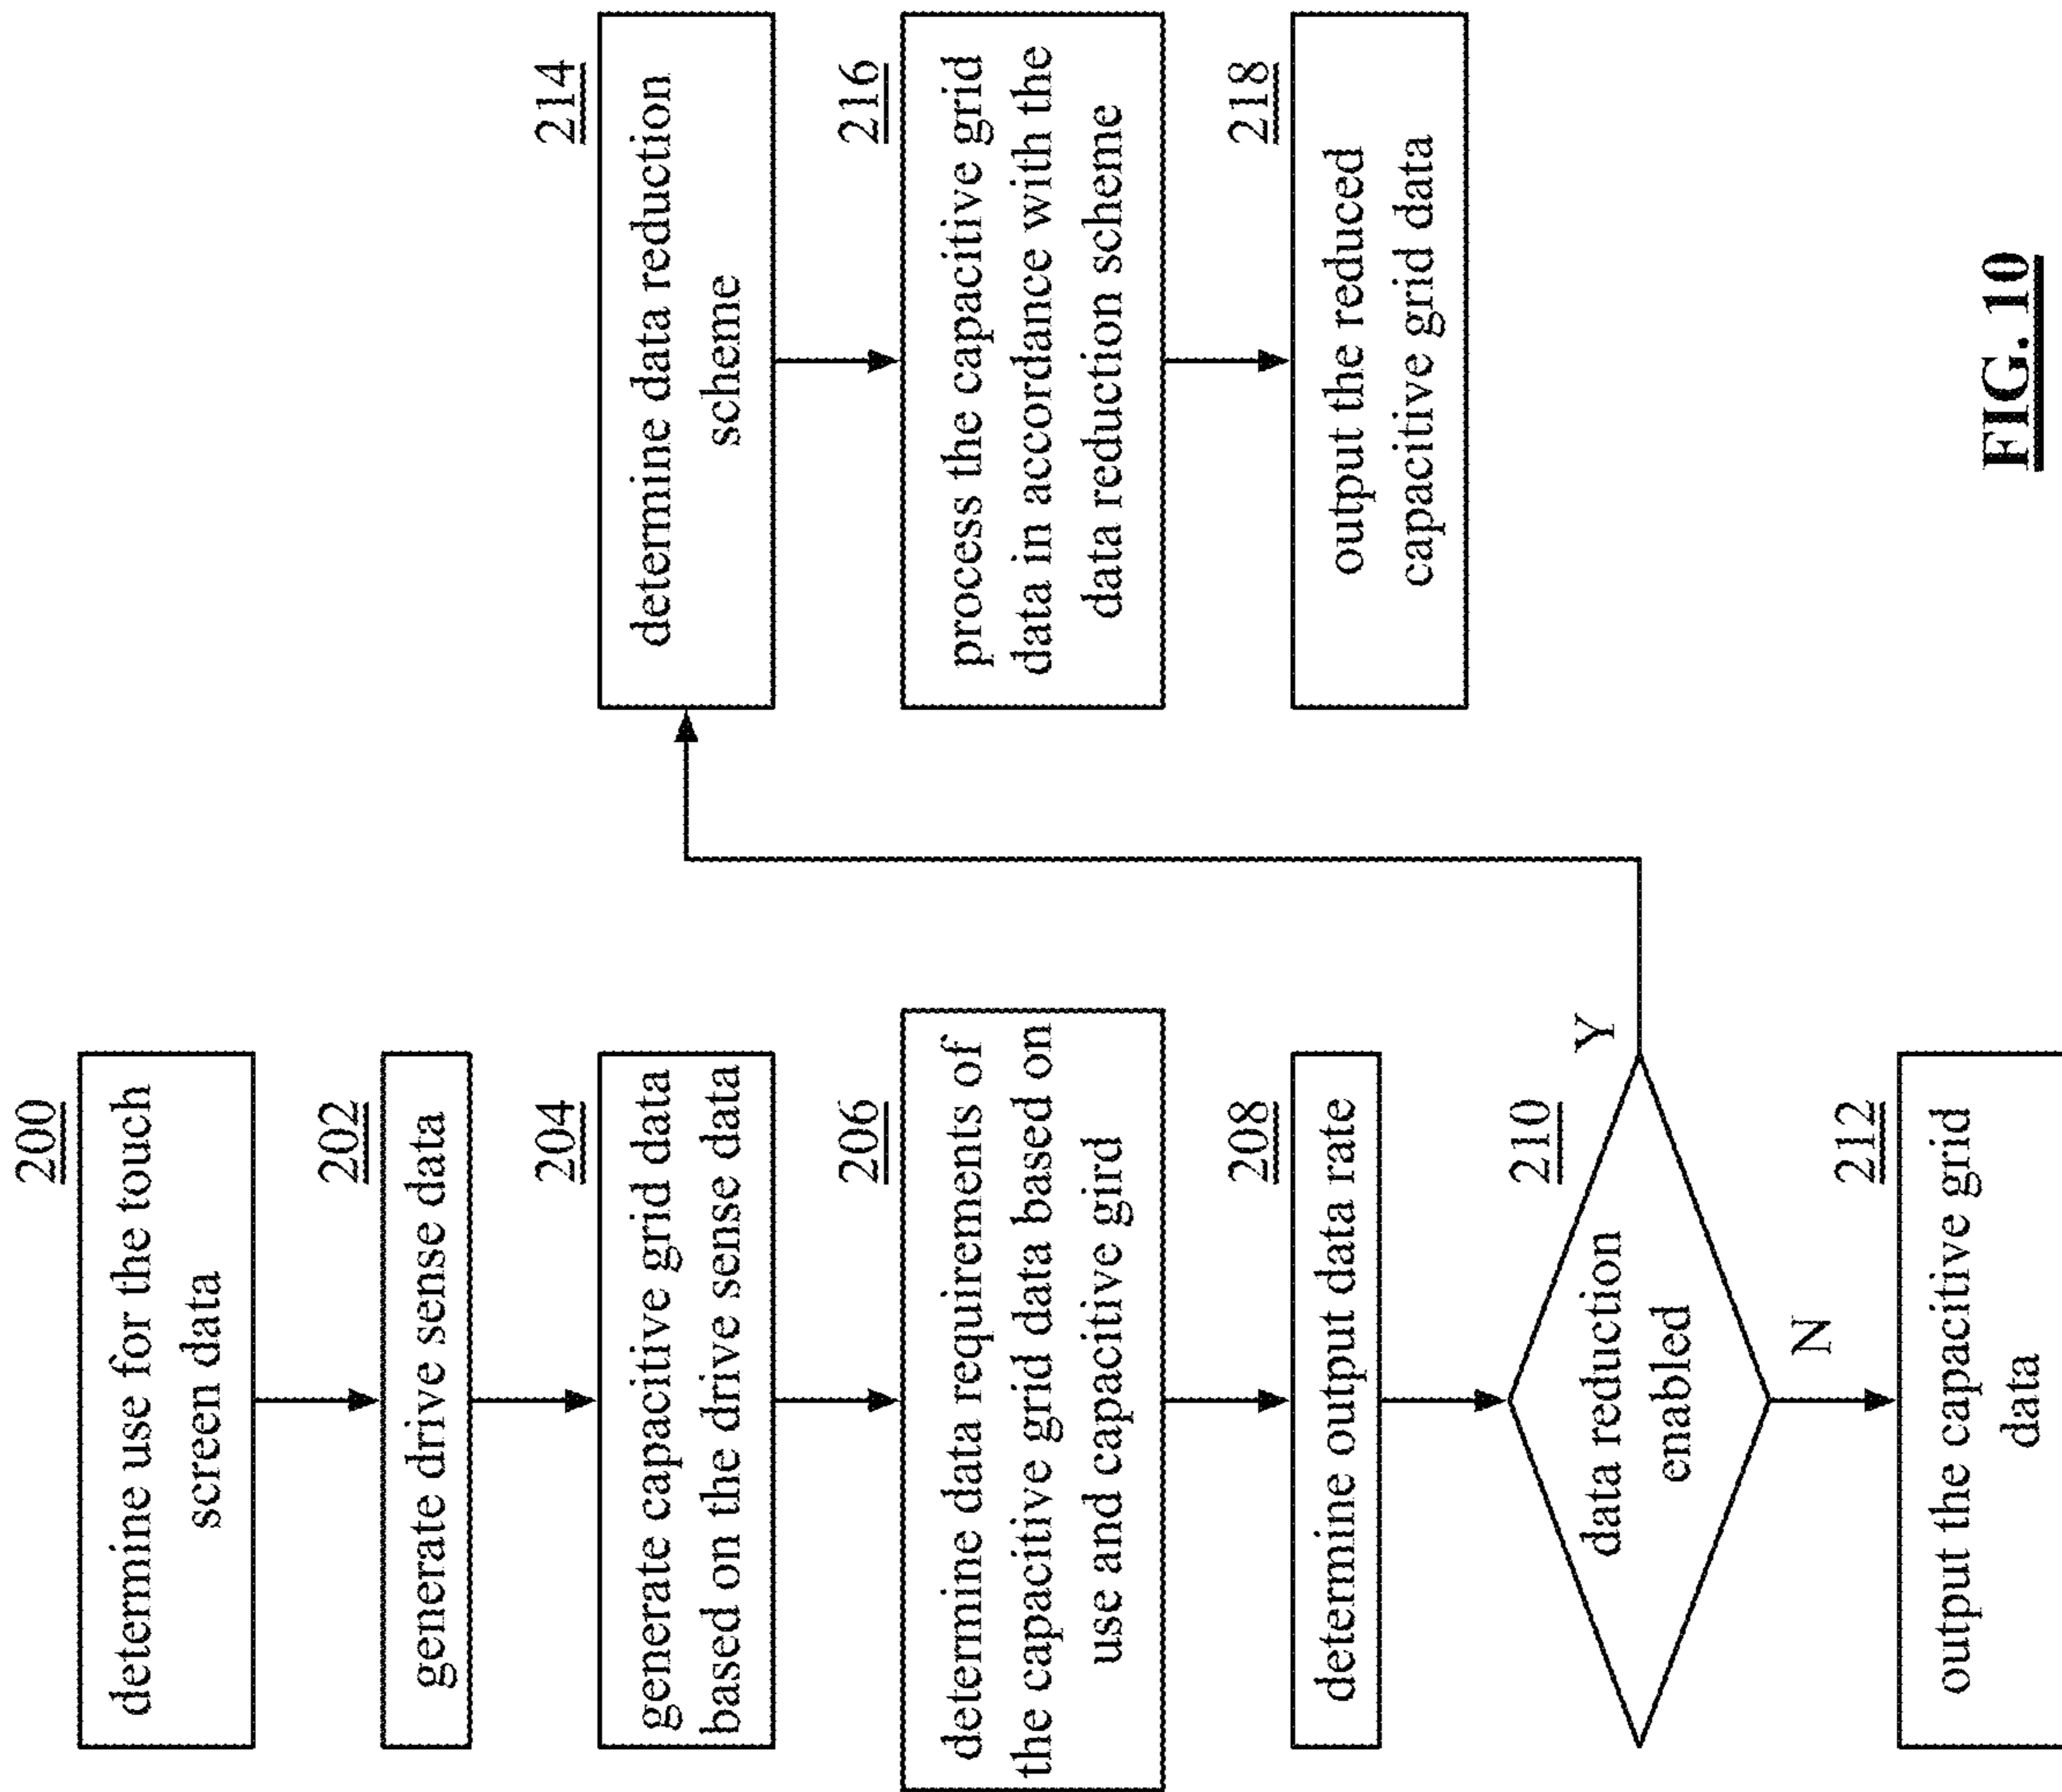 200
determine use for the touch
screen data
202
generate drive sense data
204
generate capacitive grid data
based on the drive sense data
206
determine data requirements of
the capacitive grid data based on
use and capacitive gird
208
determine output data rate
210
data reduction
enabled
Y
N
212
output the capacitive grid
data
214
determine data reduction
scheme
216
process the capacitive grid
data in accordance with the
data reduction scheme
218
output the reduced
capacitive grid data
FIG. 10